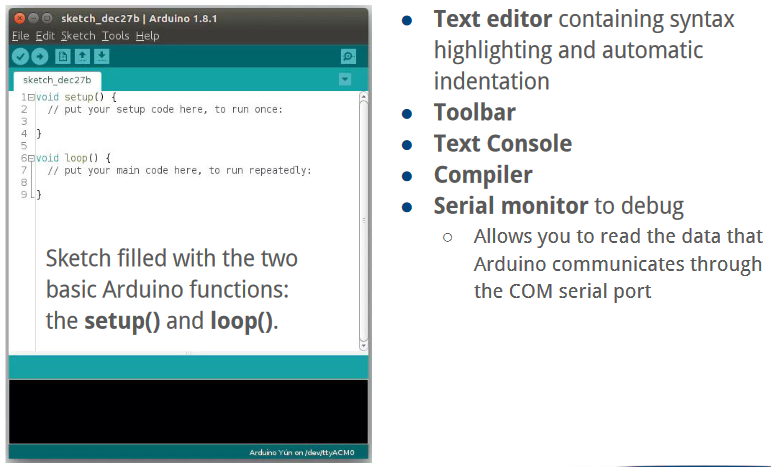 sketch_dec27b | Arduino 1.8.1
File Edit Sketch Tools Help
sketch_dec27b
1 void setup() {
2 // put your setup code here, to run once:
3
4 }
5
6 void loop() {
7 // put your main code here, to run repeatedly:
8
9 }
Sketch filled with the two
basic Arduino functions:
the setup() and loop().
Arduino Yún on /dev/ttyACM0
● Text editor containing syntax
highlighting and automatic
indentation
● Toolbar
● Text Console
● Compiler
● Serial monitor to debug
○ Allows you to read the data that
Arduino communicates through
the COM serial port